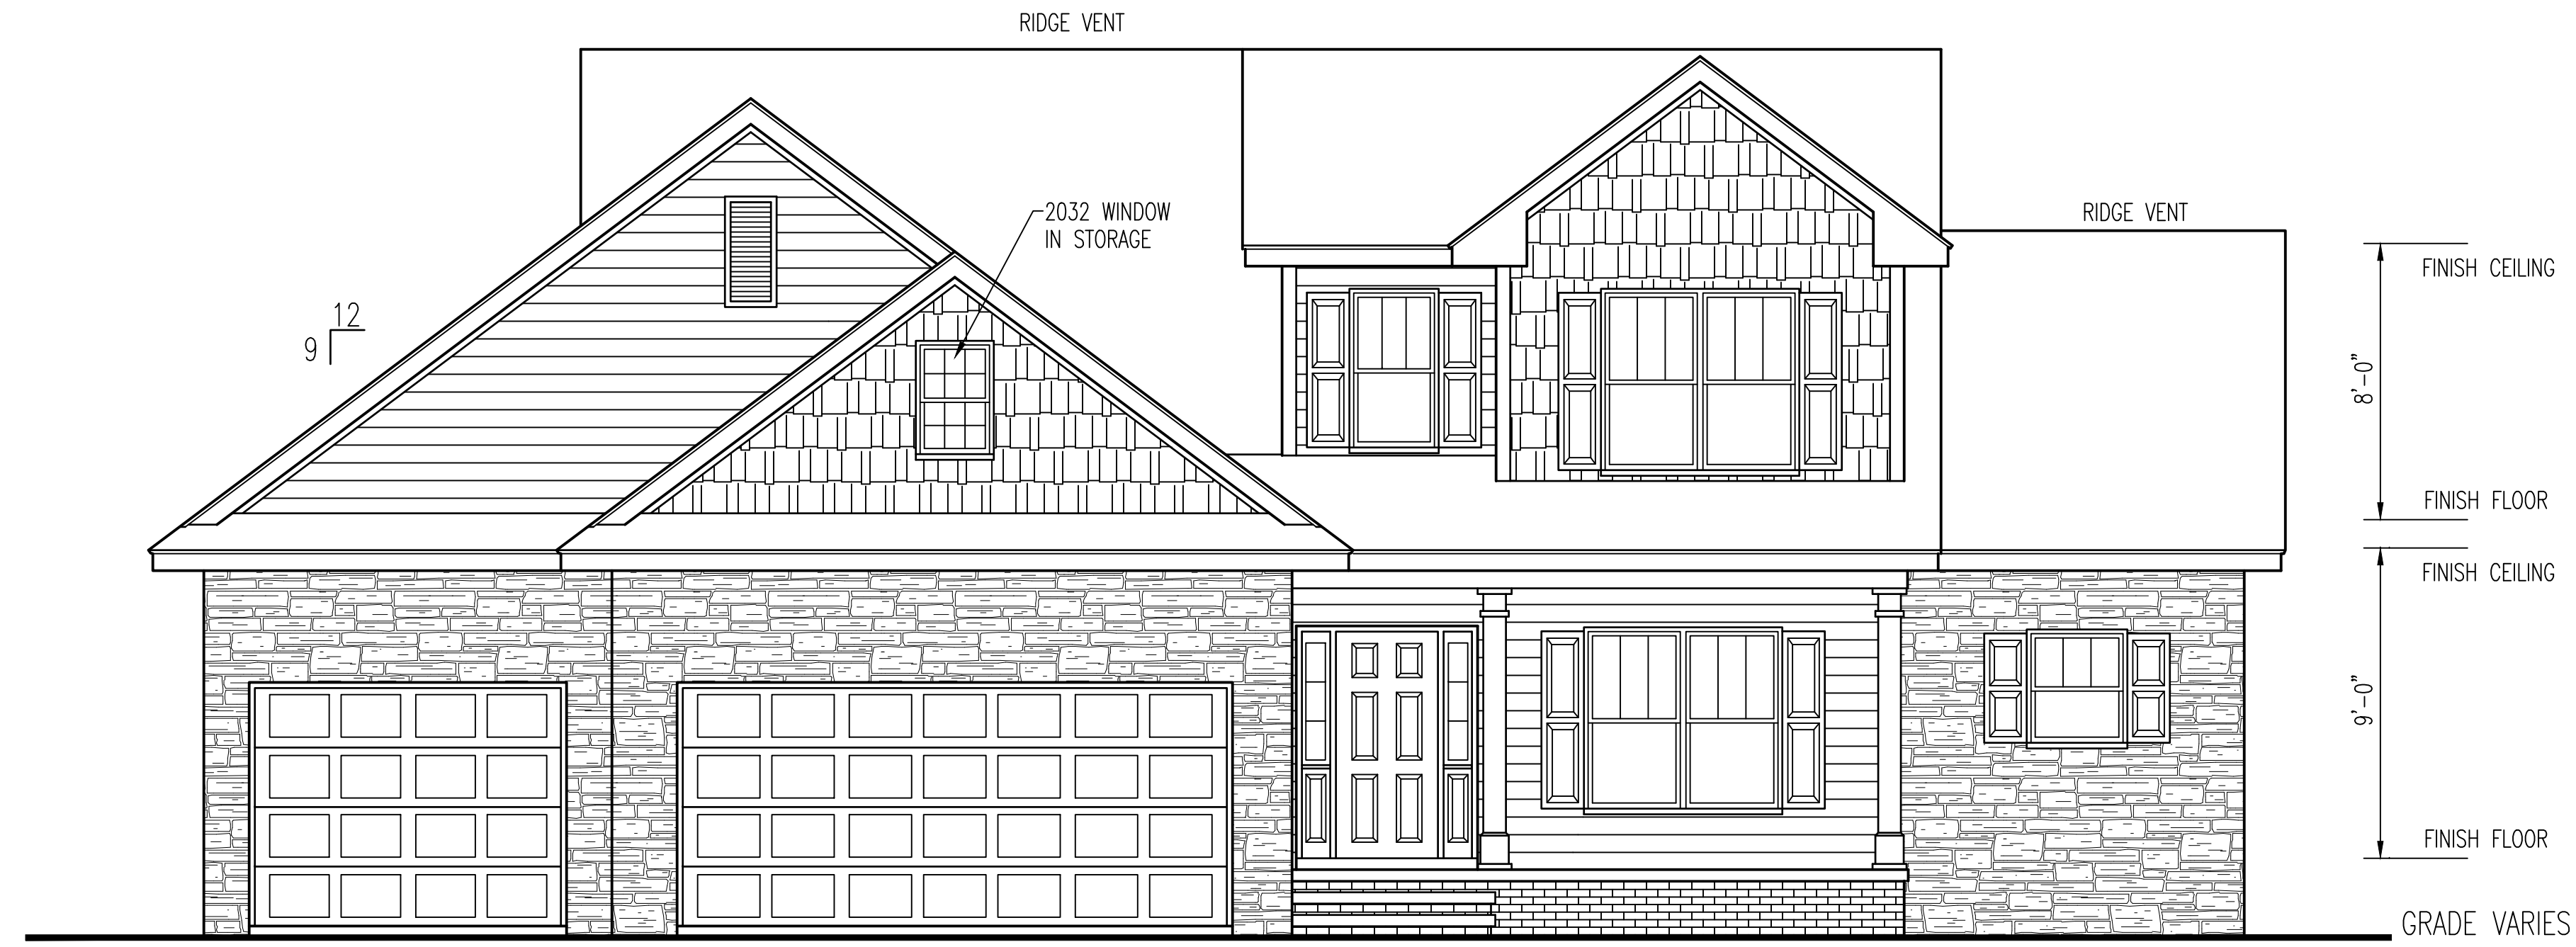 RIDGE VENT
2032 WINDOW
IN STORAGE
RIDGE VENT
12
9
FINISH CEILING
8'-0"
FINISH FLOOR
FINISH CEILING
9'-0"
FINISH FLOOR
GRADE VARIES